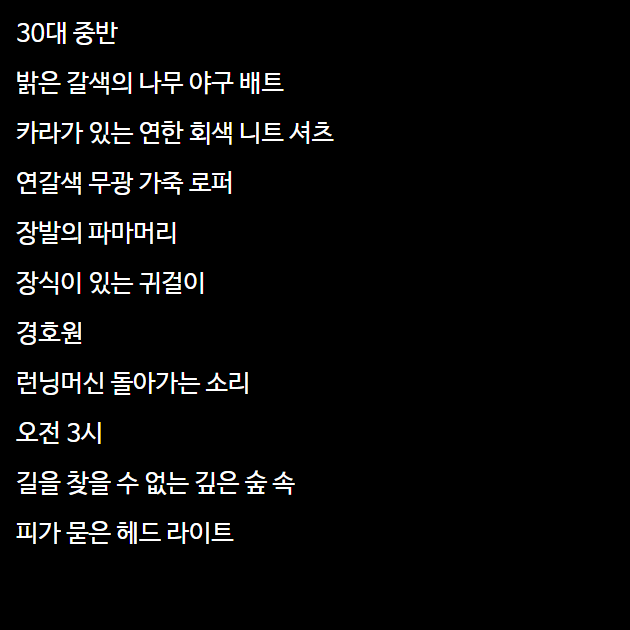 30대 중반
밝은 갈색의 나무 야구 배트
카라가 있는 연한 회색 니트 셔츠
연갈색 무광 가죽 로퍼
장발의 파마머리
장식이 있는 귀걸이
경호원
런닝머신 돌아가는 소리
오전 3시
길을 찾을 수 없는 깊은 숲 속
피가 묻은 헤드 라이트